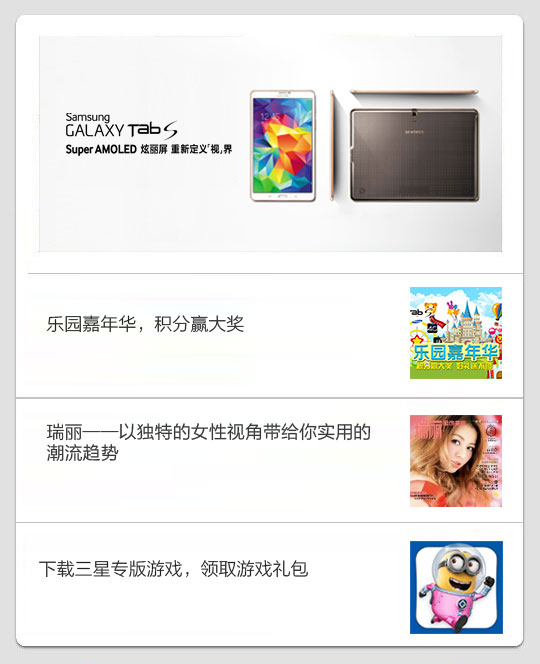 Samsung
GALAXY Tab S
Super AMOLED 炫丽屏 重新定义「视」界
乐园嘉年华，积分赢大奖
乐园嘉年华
瑞丽——以独特的女性视角带给你实用的
潮流趋势
下载三星专版游戏，领取游戏礼包